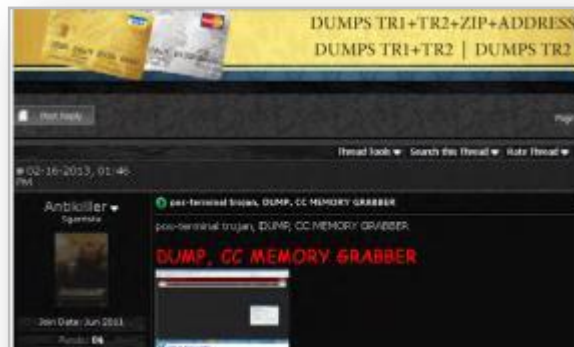 DUMPS TR1+TR2+ZIP+ADDRESS
DUMPS TR1+TR2 | DUMPS TR2
Post Reply
Page
Thread Tools Search this Thread Rate Thread
02-16-2013, 01:46
PM
Antikiller
pos-terminal trojan, DUMP, CC MEMORY GRABBER
pos-terminal trojan, DUMP, CC MEMORY GRABBER
DUMP, CC MEMORY GRABBER
Join Date: Jun 2011
Posts: